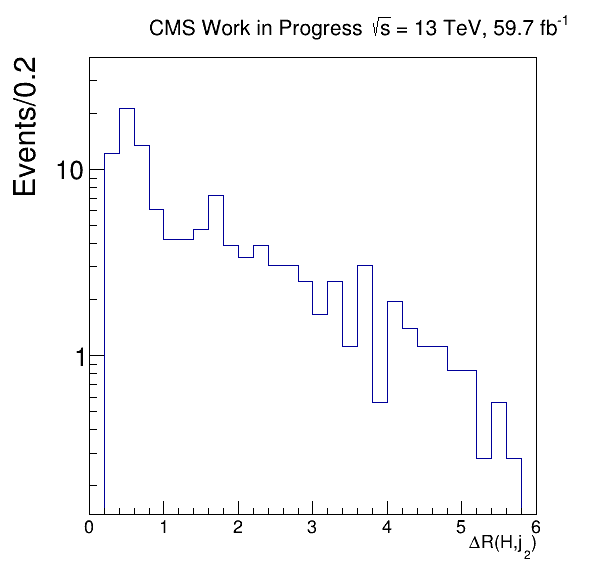 CMS Work in Progress √s = 13 TeV, 59.7 fb⁻¹
Events/0.2
10
1
0 1 2 3 4 5 6
ΔR(H,j₂)